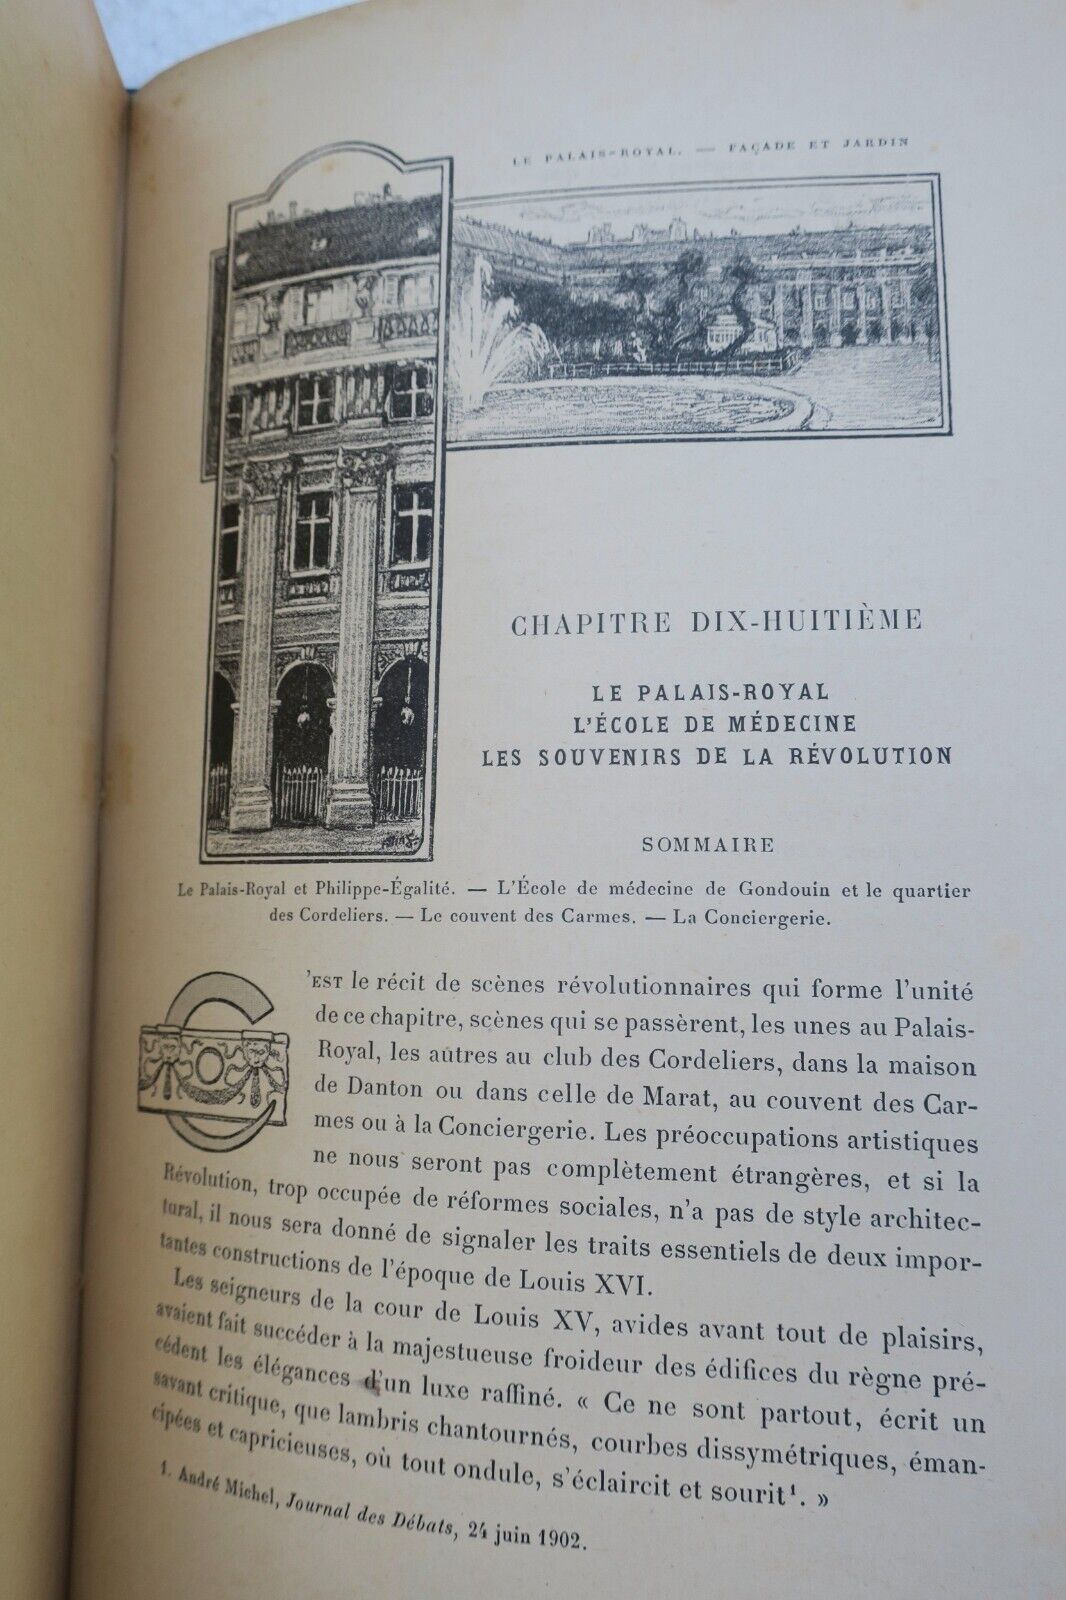 LE PALAIS-ROYAL. — FAÇADE ET JARDIN
CHAPITRE DIX-HUITIÈME
LE PALAIS-ROYAL
L'ÉCOLE DE MÉDECINE
LES SOUVENIRS DE LA RÉVOLUTION
SOMMAIRE
Le Palais-Royal et Philippe-Égalité. — L'École de médecine de Gondouin et le quartier
des Cordeliers. — Le couvent des Carmes. — La Conciergerie.
C'EST le récit de scènes révolutionnaires qui forme l'unité
de ce chapitre, scènes qui se passèrent, les unes au Palais-
Royal, les autres au club des Cordeliers, dans la maison
de Danton ou dans celle de Marat, au couvent des Car-
mes ou à la Conciergerie. Les préoccupations artistiques
ne nous seront pas complètement étrangères, et si la
Révolution, trop occupée de réformes sociales, n'a pas de style architec-
tural, il nous sera donné de signaler les traits essentiels de deux impor-
tantes constructions de l'époque de Louis XVI.
Les seigneurs de la cour de Louis XV, avides avant tout de plaisirs,
avaient fait succéder à la majestueuse froideur des édifices du règne pré-
cédent les élégances d'un luxe raffiné. « Ce ne sont partout, écrit un
savant critique, que lambris chantournés, courbes dissymétriques, éman-
cipées et capricieuses, où tout ondule, s'éclaircit et sourit¹. »
1. André Michel, Journal des Débats, 24 juin 1902.